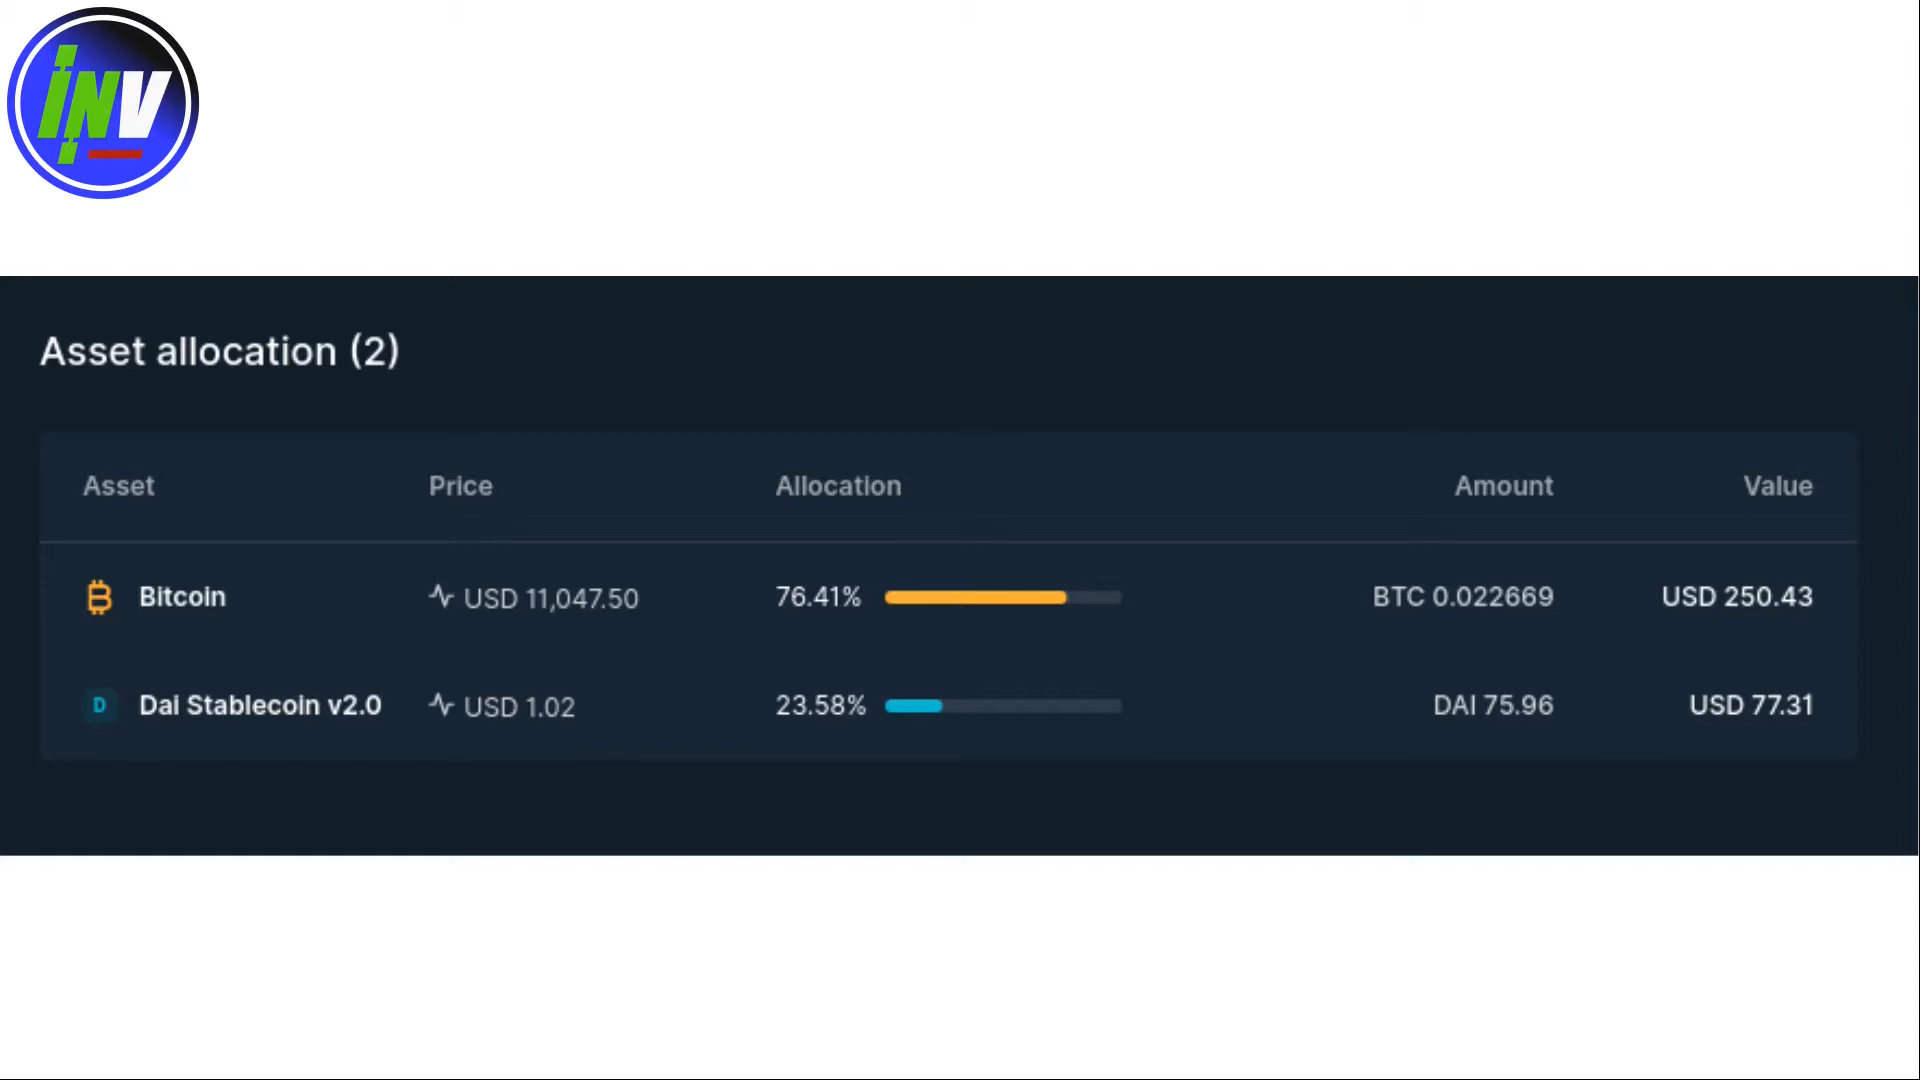 iNV
Asset allocation (2)
Asset Price Allocation Amount Value
Bitcoin USD 11,047.50 76.41% BTC 0.022669 USD 250.43
D Dai Stablecoin v2.0 USD 1.02 23.58% DAI 75.96 USD 77.31